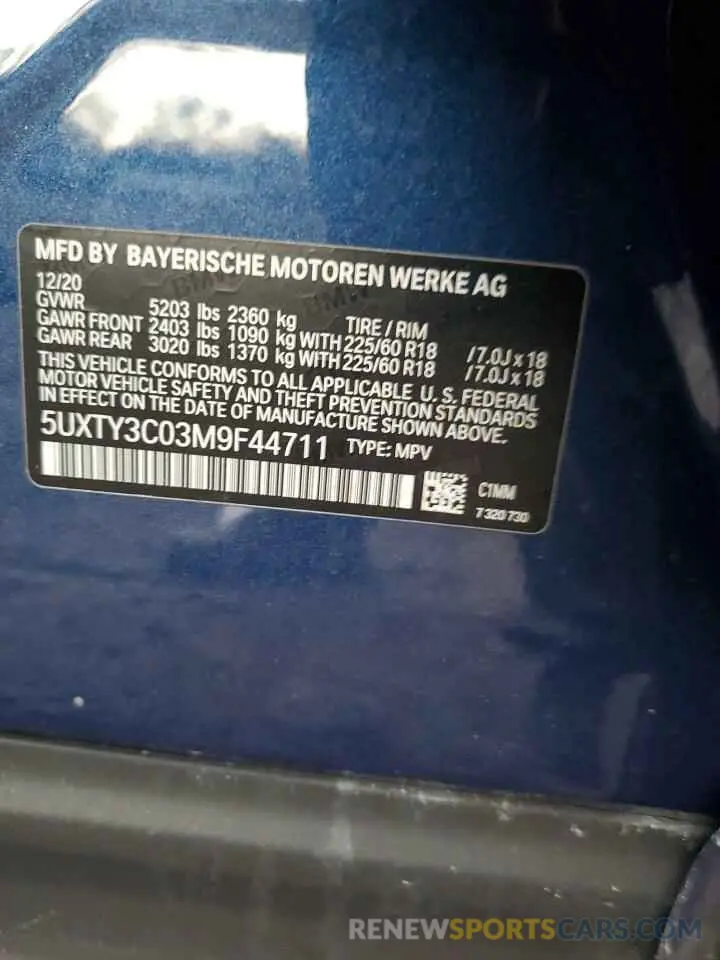 MFD BY BAYERISCHE MOTOREN WERKE AG
12/20
GVWR 5203 lbs 2360 kg TIRE / RIM
GAWR FRONT 2403 lbs 1090 kg WITH 225/60 R18 /7.0J x 18
GAWR REAR 3020 lbs 1370 kg WITH 225/60 R18 /7.0J x 18
THIS VEHICLE CONFORMS TO ALL APPLICABLE U. S. FEDERAL
MOTOR VEHICLE SAFETY AND THEFT PREVENTION STANDARDS
IN EFFECT ON THE DATE OF MANUFACTURE SHOWN ABOVE.
5UXTY3C03M9F44711 TYPE: MPV
C1MM
7 320 730
RENEWSPORTSCARS.COM